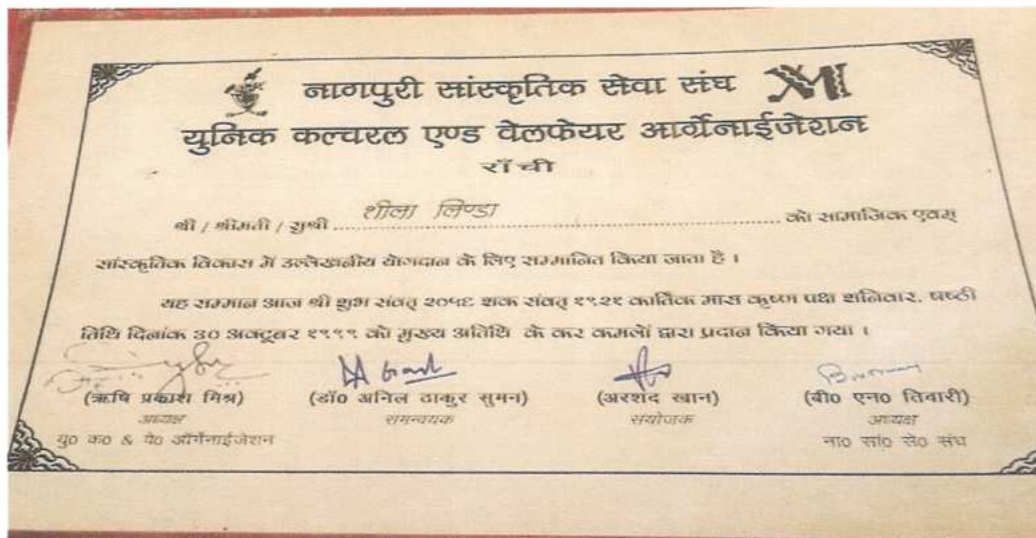 नागपुरी सांस्कृतिक सेवा संघ
युनिक कल्चरल एण्ड वेलफेयर आर्गेनाईजेशन
राँची
श्री / श्रीमती / सुश्री शीला लिण्डा को सामाजिक एवम्
सांस्कृतिक विकास में उल्लेखनीय योगदान के लिए सम्मानित किया जाता है ।
यह सम्मान आज श्री शुभ संवत् २०५६ शक संवत् १९२१ कार्तिक मास कृष्ण पक्ष शनिवार, षष्ठी
तिथि दिनांक ३० अक्टूबर १९९९ को मुख्य अतिथि के कर कमलों द्वारा प्रदान किया गया ।
(ऋषि प्रकाश मिश्र) (डॉ० अनिल ठाकुर सुमन) (अरशद खान) (बी० एन० तिवारी)
अध्यक्ष समन्वयक संयोजक अध्यक्ष
यु० क० & वे० ऑर्गेनाईजेशन ना० सां० से० संघ